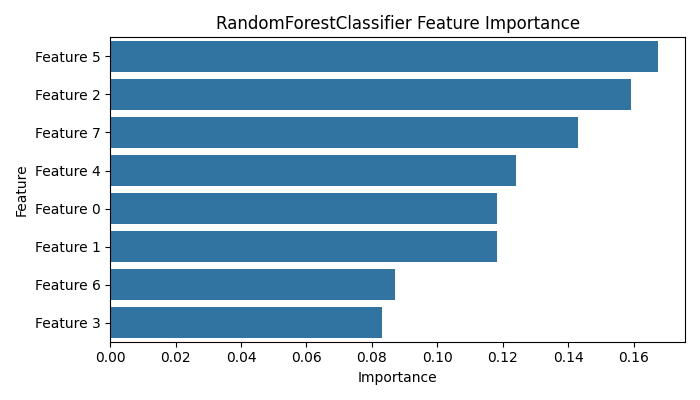 RandomForestClassifier Feature Importance
Feature 5
Feature 2
Feature 7
Feature 4
Feature 0
Feature 1
Feature 6
Feature 3
Feature
0.00 0.02 0.04 0.06 0.08 0.10 0.12 0.14 0.16
Importance